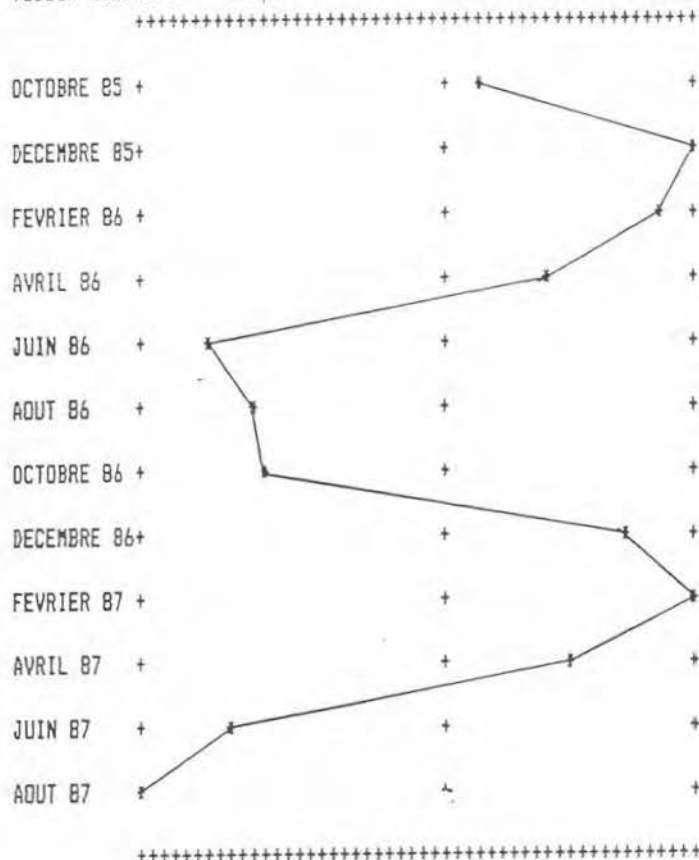 OCTOBRE 85
DECEMBRE 85
FEVRIER 86
AVRIL 86
JUIN 86
AOUT 86
OCTOBRE 86
DECEMBRE 86
FEVRIER 87
AVRIL 87
JUIN 87
AOUT 87